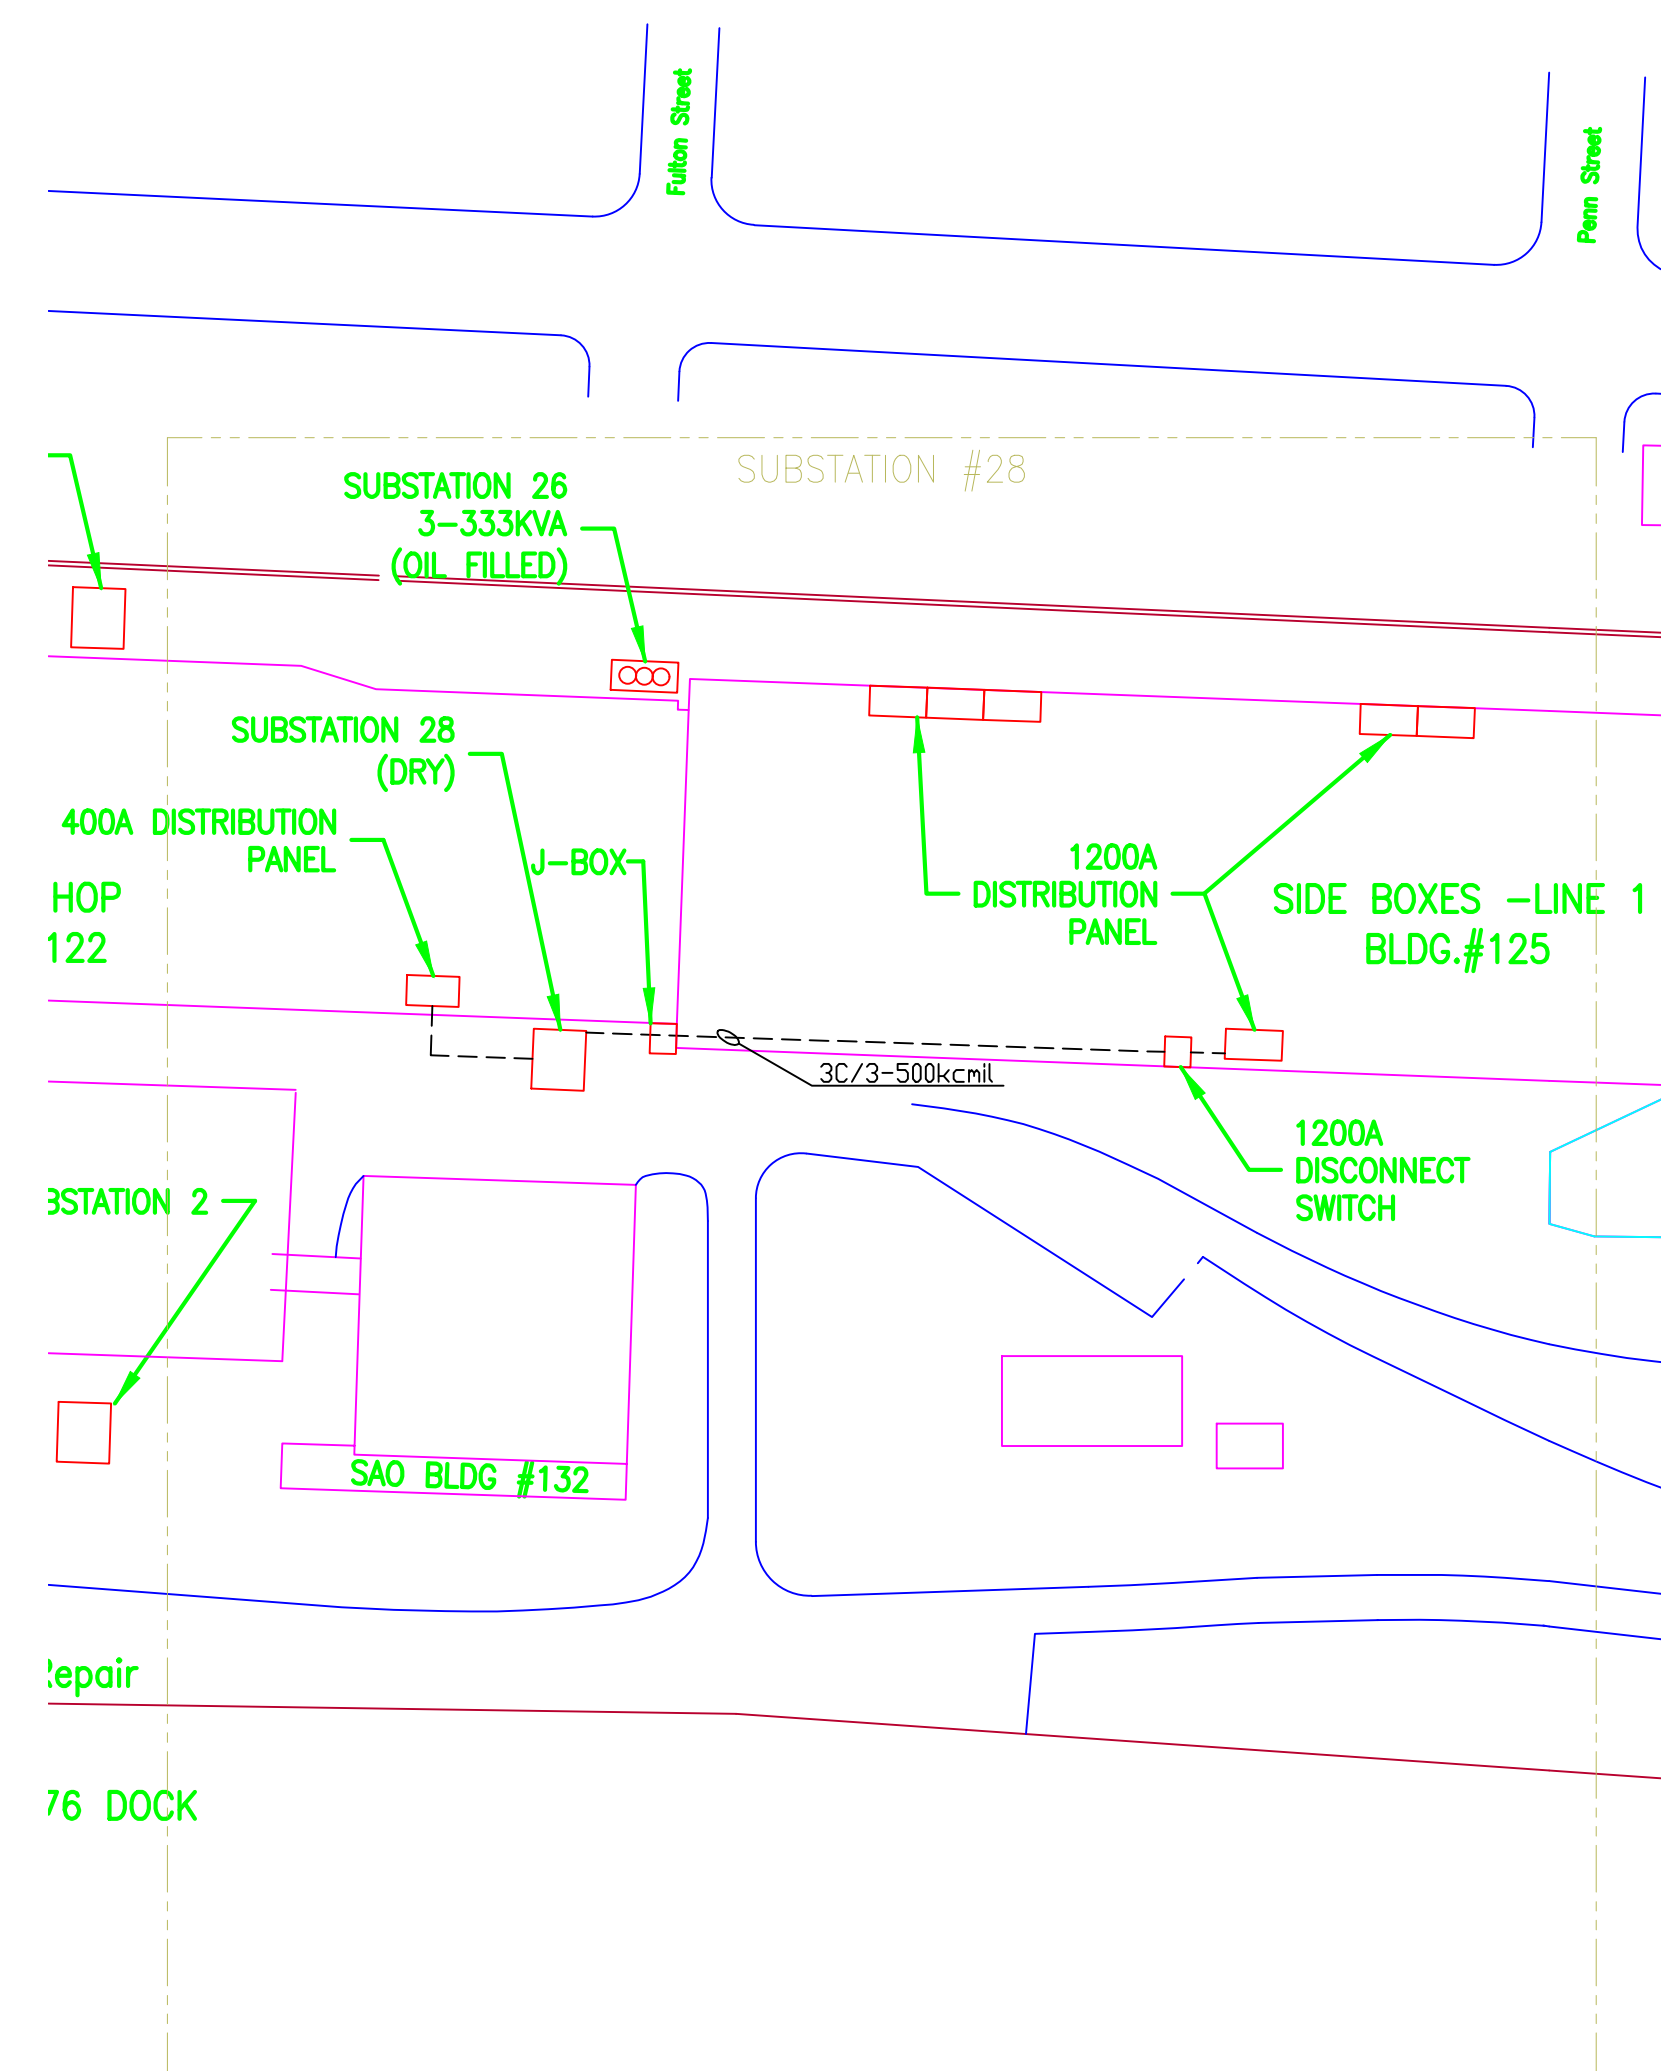 Fulton Street
Penn Street
SUBSTATION #28
SUBSTATION 26
3-333KVA
(OIL FILLED)
SUBSTATION 28
(DRY)
400A DISTRIBUTION
PANEL
J-BOX
1200A
DISTRIBUTION
PANEL
HOP
122
SIDE BOXES -LINE 1
BLDG.#125
3C/3-500kcmil
1200A
DISCONNECT
SWITCH
BSTATION 2
SAO BLDG #132
Repair
76 DOCK